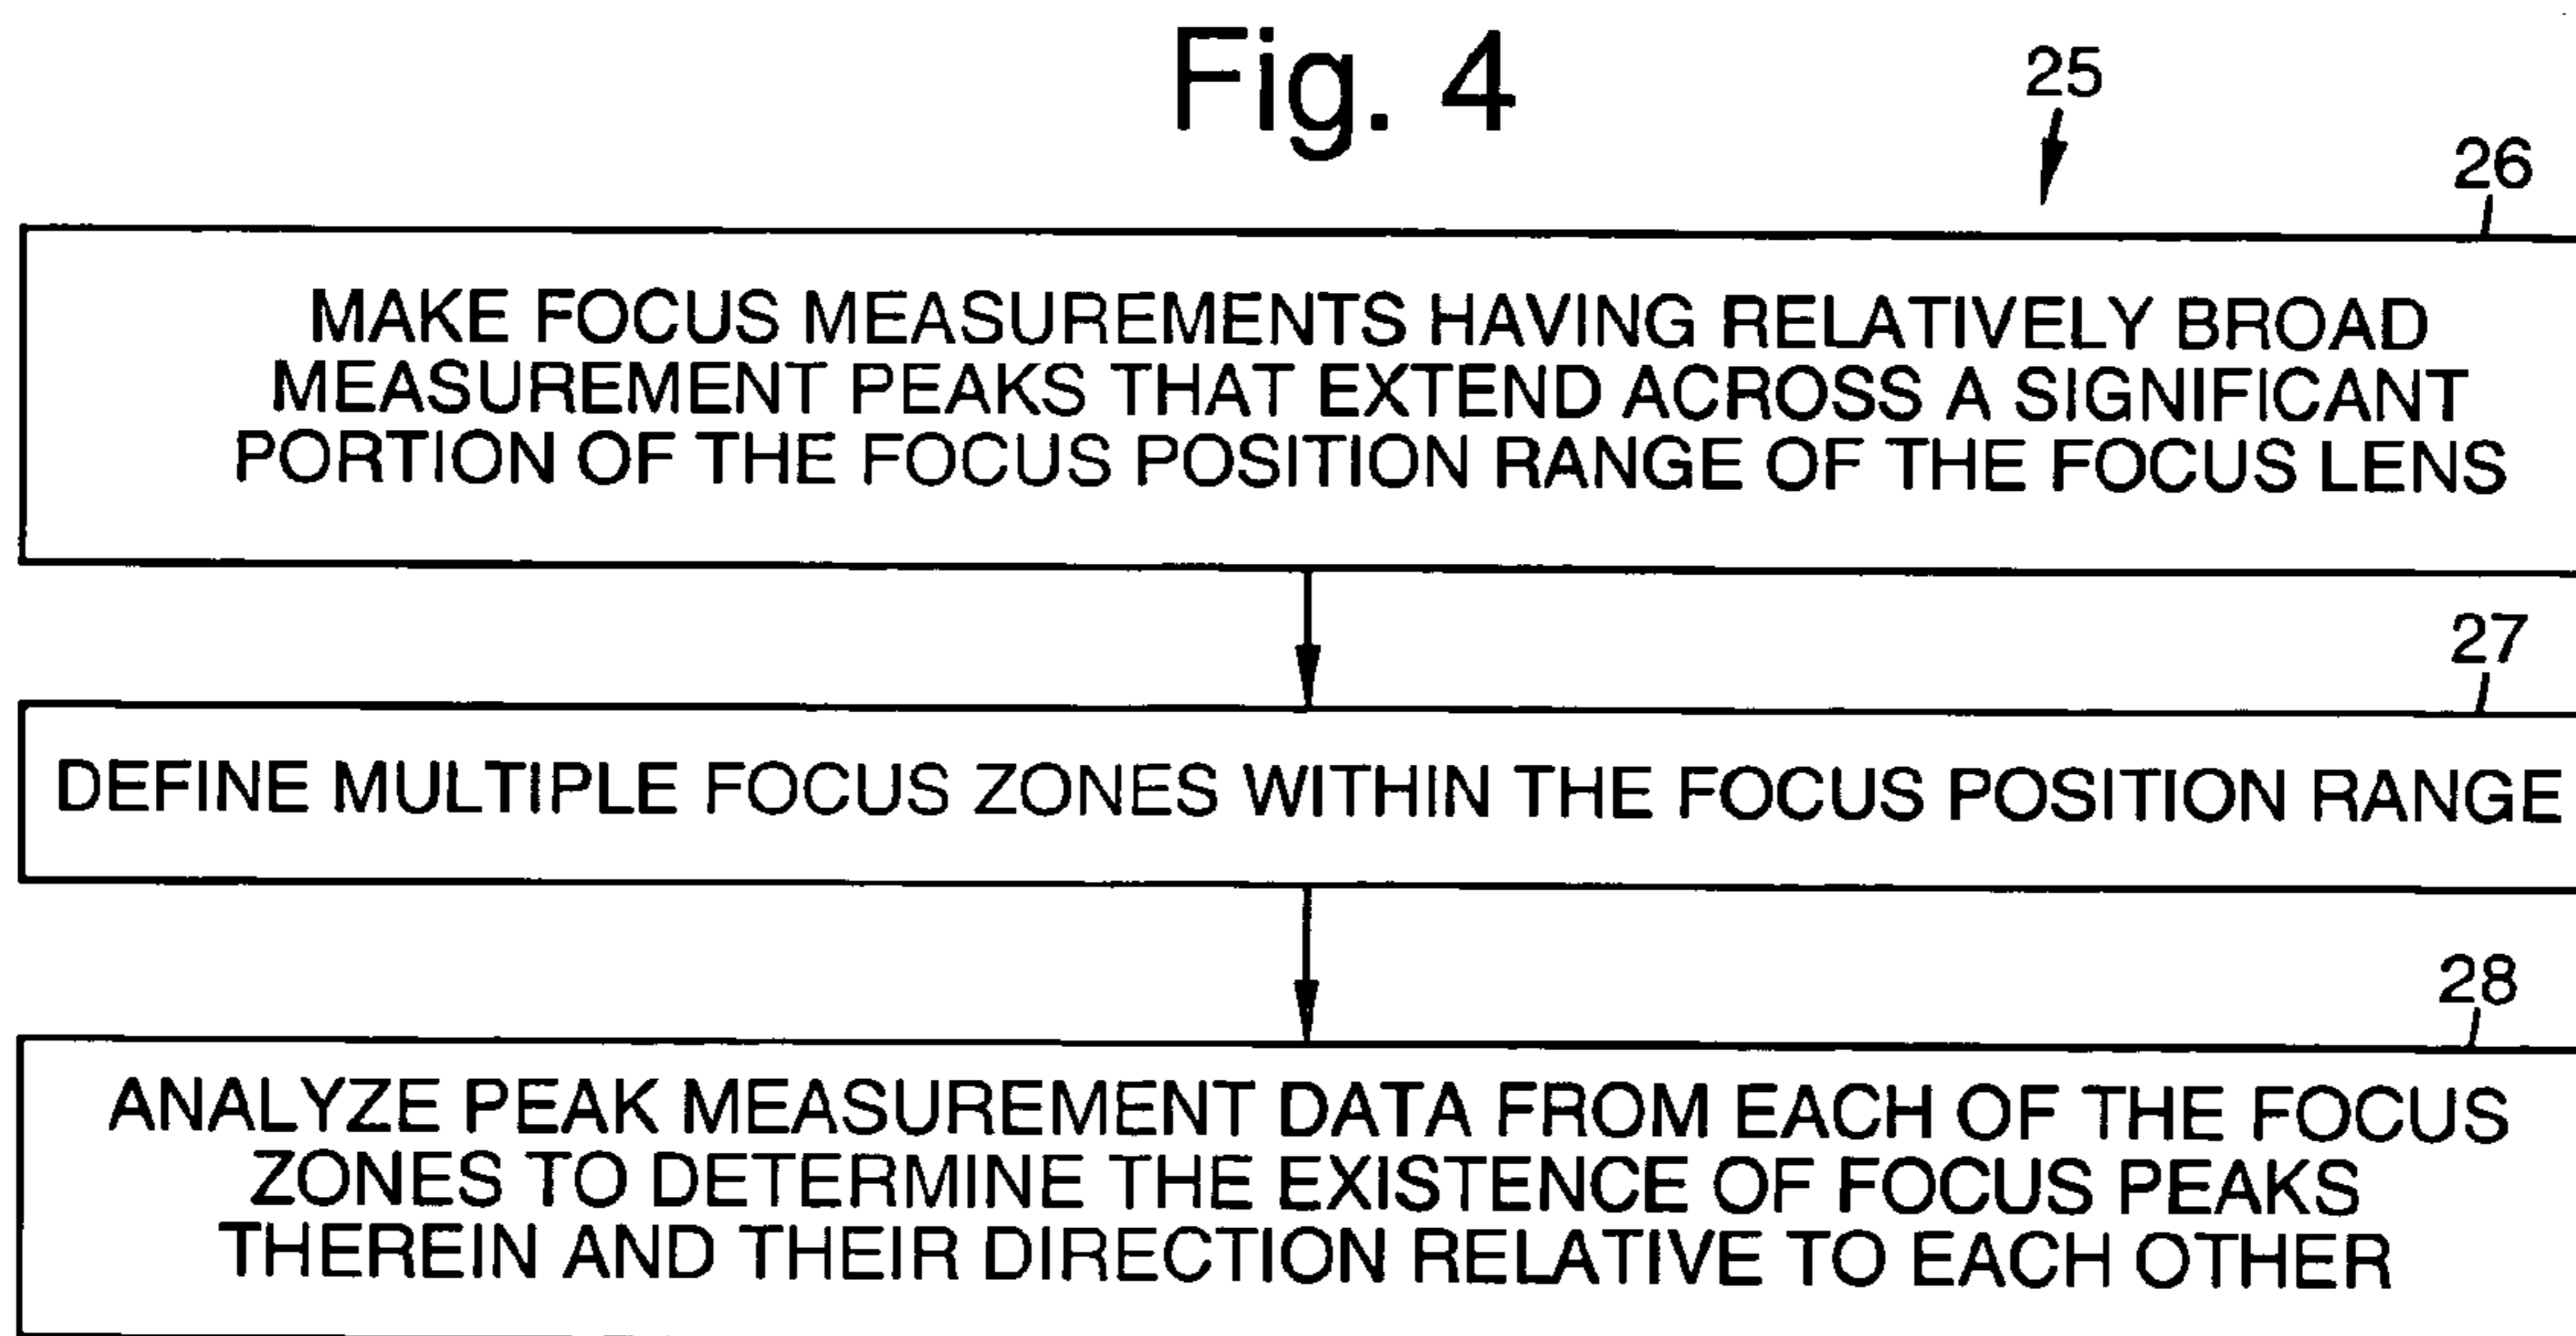 Fig. 4
25
26
MAKE FOCUS MEASUREMENTS HAVING RELATIVELY BROAD
MEASUREMENT PEAKS THAT EXTEND ACROSS A SIGNIFICANT
PORTION OF THE FOCUS POSITION RANGE OF THE FOCUS LENS
27
DEFINE MULTIPLE FOCUS ZONES WITHIN THE FOCUS POSITION RANGE
28
ANALYZE PEAK MEASUREMENT DATA FROM EACH OF THE FOCUS
ZONES TO DETERMINE THE EXISTENCE OF FOCUS PEAKS
THEREIN AND THEIR DIRECTION RELATIVE TO EACH OTHER